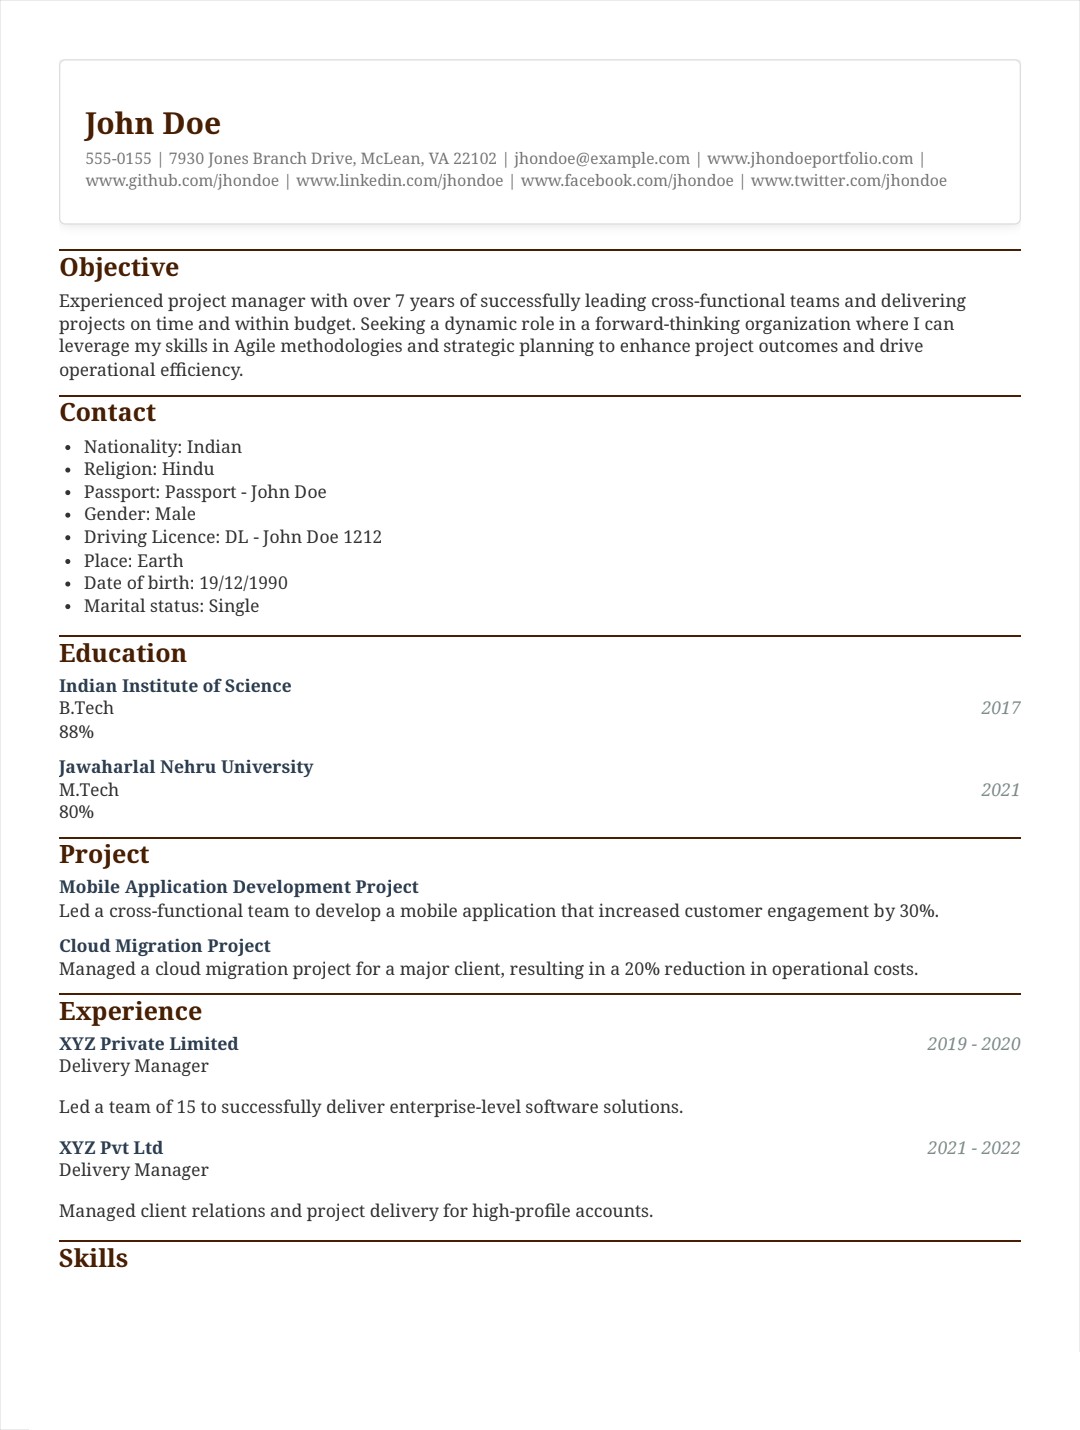 John Doe
555-0155 | 7930 Jones Branch Drive, McLean, VA 22102 | jhondoe@example.com | www.jhondoeportfolio.com |
www.github.com/jhondoe | www.linkedin.com/jhondoe | www.facebook.com/jhondoe | www.twitter.com/jhondoe
Objective
Experienced project manager with over 7 years of successfully leading cross-functional teams and delivering
projects on time and within budget. Seeking a dynamic role in a forward-thinking organization where I can
leverage my skills in Agile methodologies and strategic planning to enhance project outcomes and drive
operational efficiency.
Contact
• Nationality: Indian
• Religion: Hindu
• Passport: Passport - John Doe
• Gender: Male
• Driving Licence: DL - John Doe 1212
• Place: Earth
• Date of birth: 19/12/1990
• Marital status: Single
Education
Indian Institute of Science
B.Tech 2017
88%
Jawaharlal Nehru University
M.Tech 2021
80%
Project
Mobile Application Development Project
Led a cross-functional team to develop a mobile application that increased customer engagement by 30%.
Cloud Migration Project
Managed a cloud migration project for a major client, resulting in a 20% reduction in operational costs.
Experience
XYZ Private Limited 2019 - 2020
Delivery Manager
Led a team of 15 to successfully deliver enterprise-level software solutions.
XYZ Pvt Ltd 2021 - 2022
Delivery Manager
Managed client relations and project delivery for high-profile accounts.
Skills